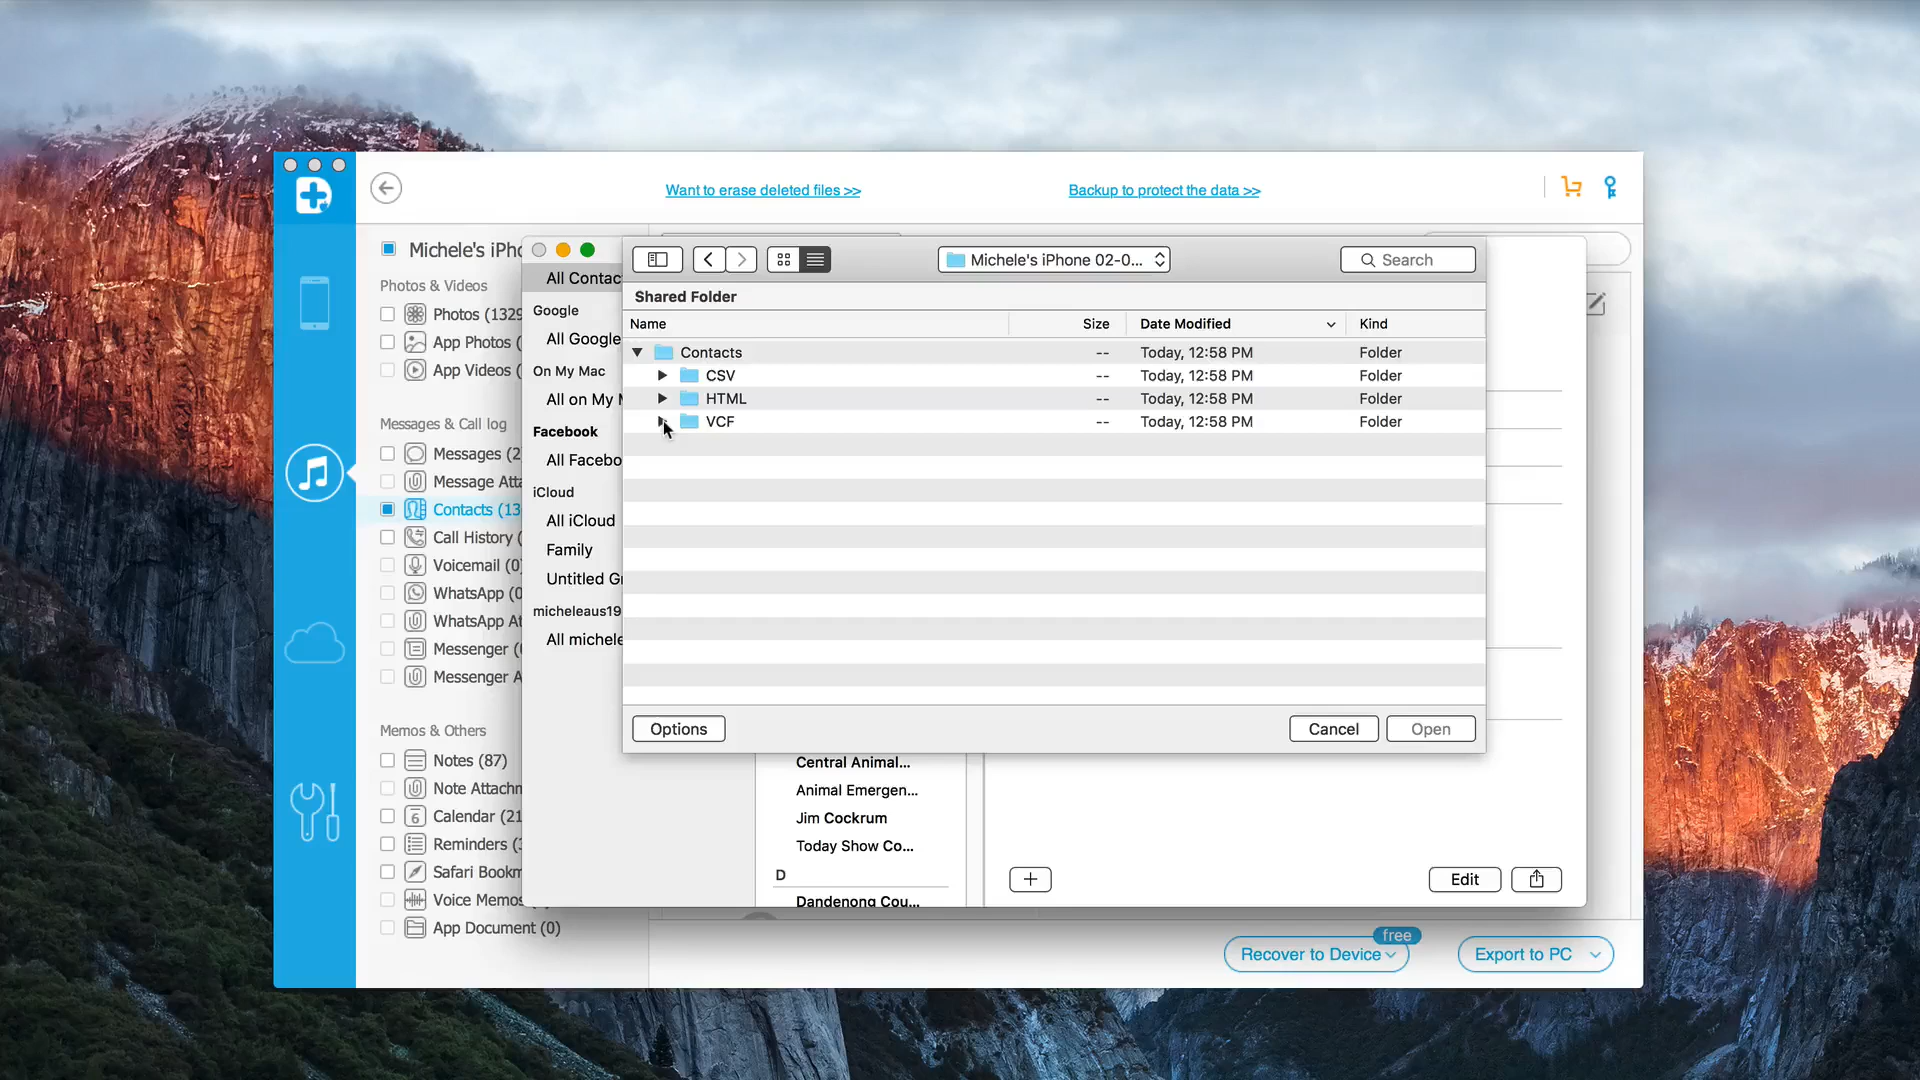 Want to erase deleted files >>
Backup to protect the data >>
Michele's iPho
Photos & Videos
Photos (1329
App Photos (
App Videos (
Messages & Call log
Messages (2
Message Atta
Contacts (13
Call History (
Voicemail (0)
WhatsApp (0
WhatsApp At
Messenger (
Messenger A
Memos & Others
Notes (87)
Note Attachn
Calendar (21
6
Reminders (
Safari Bookm
Voice Memos
App Document (0)
All Contac
Google
All Google
On My Mac
All on My M
Facebook
All Facebo
iCloud
All iCloud
Family
Untitled Gr
micheleaus19
All michele
Michele's iPhone 02-0...
Search
Shared Folder
Name Size Date Modified Kind
Contacts -- Today, 12:58 PM Folder
CSV -- Today, 12:58 PM Folder
HTML -- Today, 12:58 PM Folder
VCF -- Today, 12:58 PM Folder
Options Cancel Open
Central Animal...
Animal Emergen...
Jim Cockrum
Today Show Co...
D
Dandenong Cou...
Edit
free
Recover to Device
Export to PC